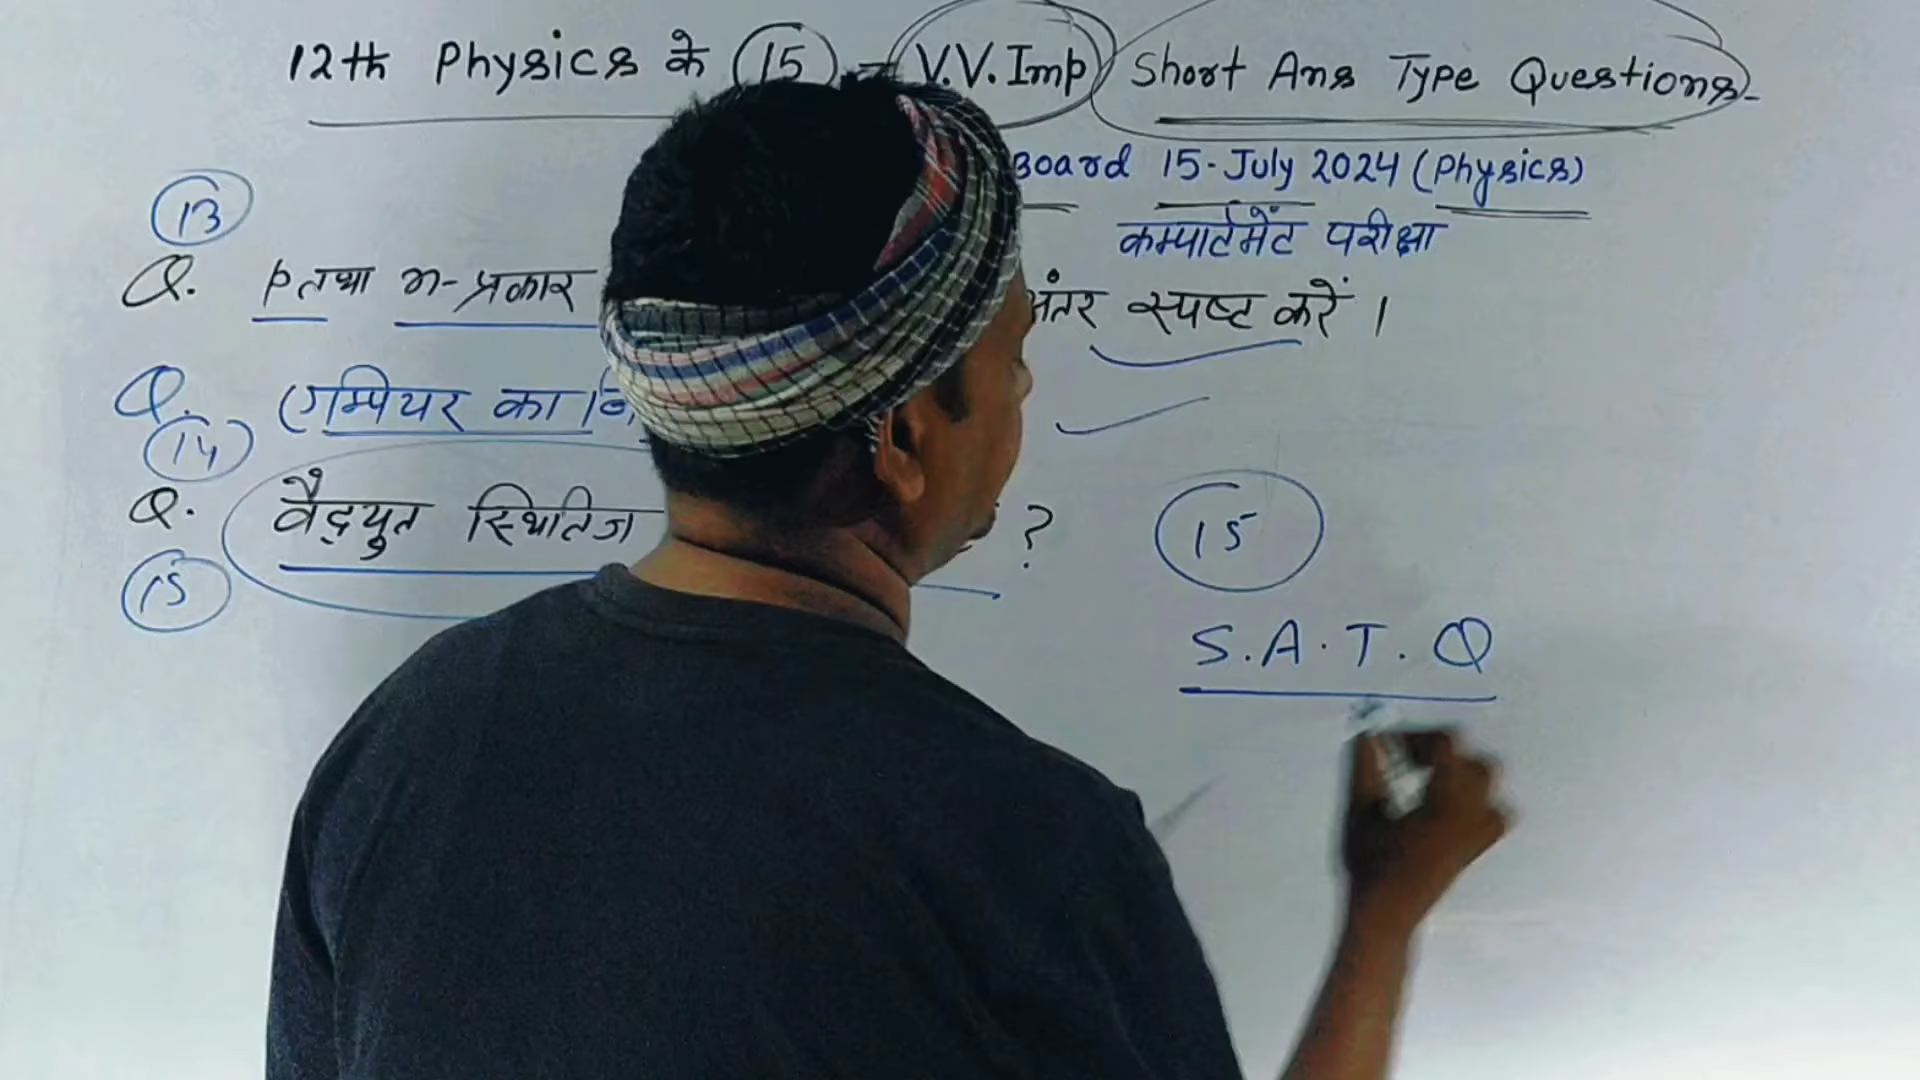 12th Physics के 15 - V.V.Imp Short Ans Type Questions-
Board 15-July 2024 (Physics)
कम्पार्टमेंट परीक्षा
13
Q. P तथा n-प्रकार अंतर स्पष्ट करें ।
Q. एम्पियर का
14
Q. वैद्युत स्थितिज ?
15
15
S.A.T.Q